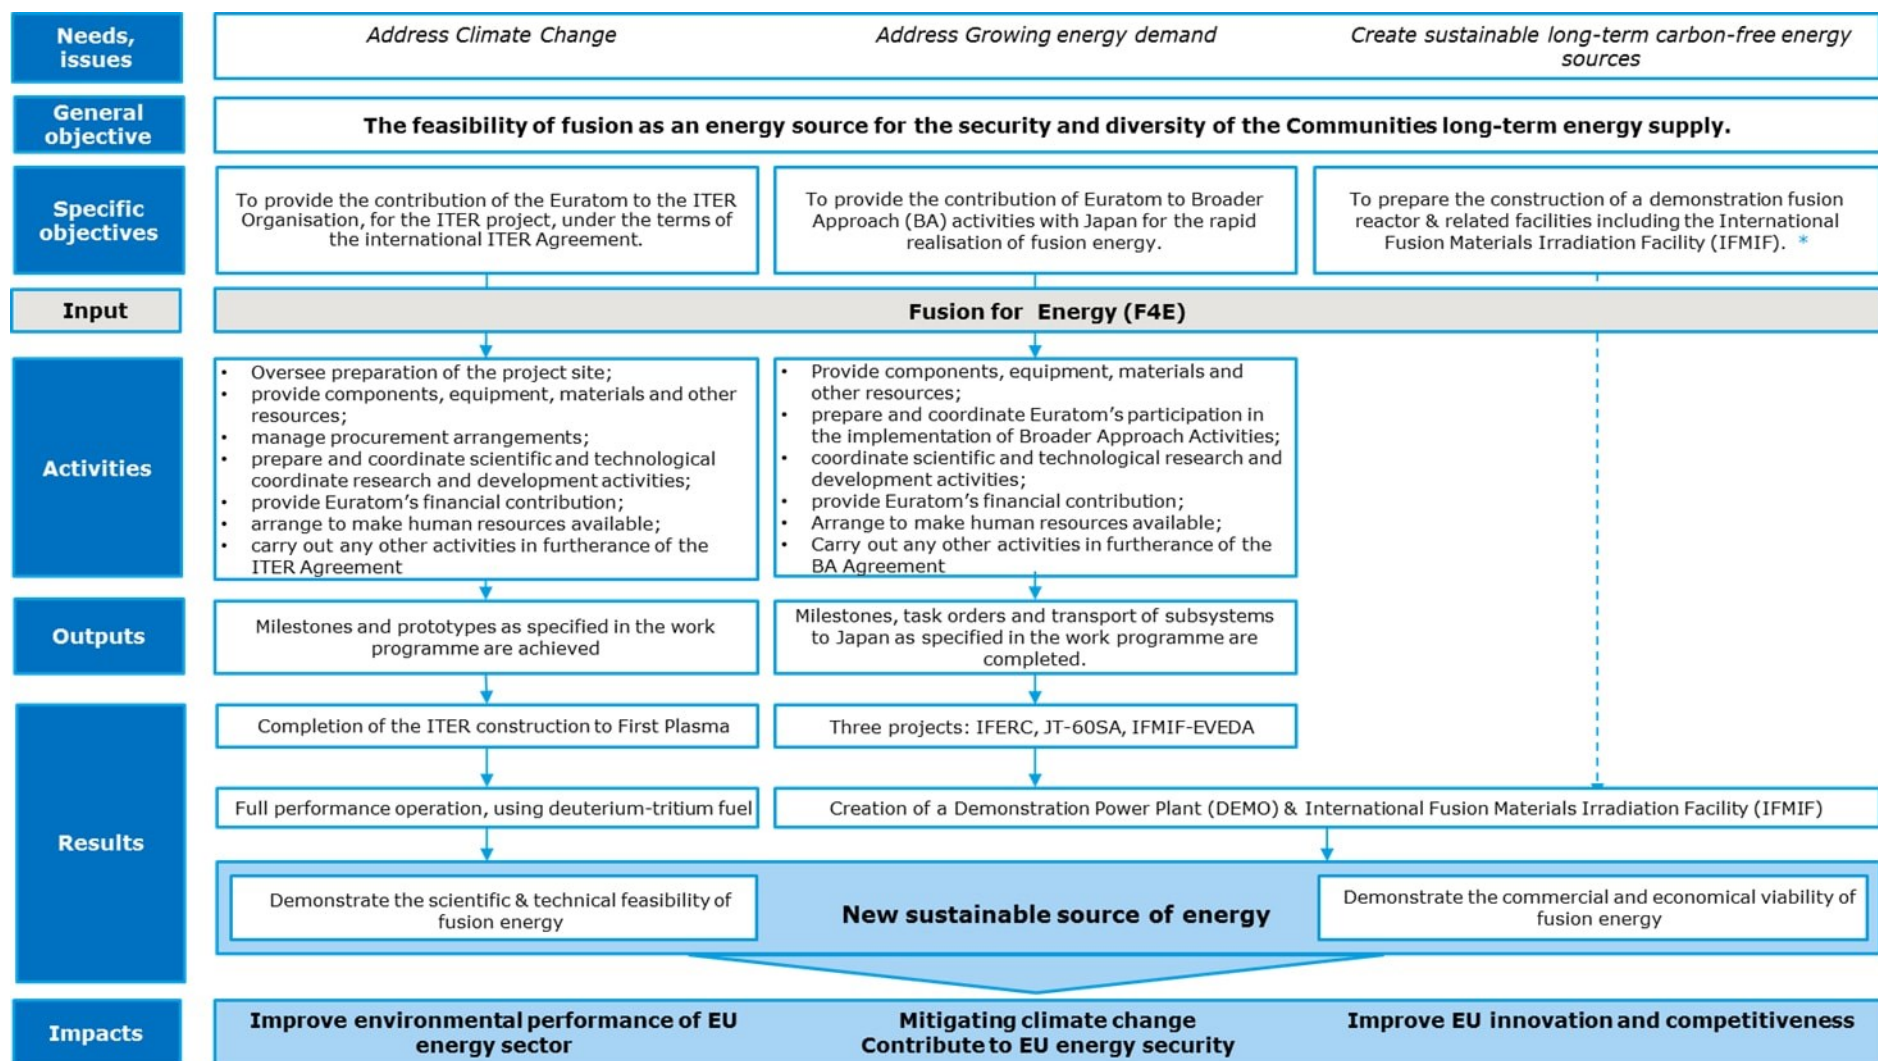 Needs,
issues
Address Climate Change
Address Growing energy demand
Create sustainable long-term carbon-free energy
sources
General
objective
The feasibility of fusion as an energy source for the security and diversity of the Communities long-term energy supply.
Specific
objectives
To provide the contribution of the Euratom to the ITER
Organisation, for the ITER project, under the terms of
the international ITER Agreement.
To provide the contribution of Euratom to Broader
Approach (BA) activities with Japan for the rapid
realisation of fusion energy.
To prepare the construction of a demonstration fusion
reactor & related facilities including the International
Fusion Materials Irradiation Facility (IFMIF). *
Input
Fusion for Energy (F4E)
Activities
• Oversee preparation of the project site;
• provide components, equipment, materials and other
resources;
• manage procurement arrangements;
• prepare and coordinate scientific and technological
coordinate research and development activities;
• provide Euratom's financial contribution;
• arrange to make human resources available;
• carry out any other activities in furtherance of the
ITER Agreement
• Provide components, equipment, materials and
other resources;
• prepare and coordinate Euratom's participation in
the implementation of Broader Approach Activities;
• coordinate scientific and technological research and
development activities;
• provide Euratom's financial contribution;
• Arrange to make human resources available;
• Carry out any other activities in furtherance of the
BA Agreement
Outputs
Milestones and prototypes as specified in the work
programme are achieved
Milestones, task orders and transport of subsystems
to Japan as specified in the work programme are
completed.
Results
Completion of the ITER construction to First Plasma
Three projects: IFERC, JT-60SA, IFMIF-EVEDA
Full performance operation, using deuterium-tritium fuel
Creation of a Demonstration Power Plant (DEMO) & International Fusion Materials Irradiation Facility (IFMIF)
Demonstrate the scientific & technical feasibility of
fusion energy
New sustainable source of energy
Demonstrate the commercial and economical viability of
fusion energy
Impacts
Improve environmental performance of EU
energy sector
Mitigating climate change
Contribute to EU energy security
Improve EU innovation and competitiveness